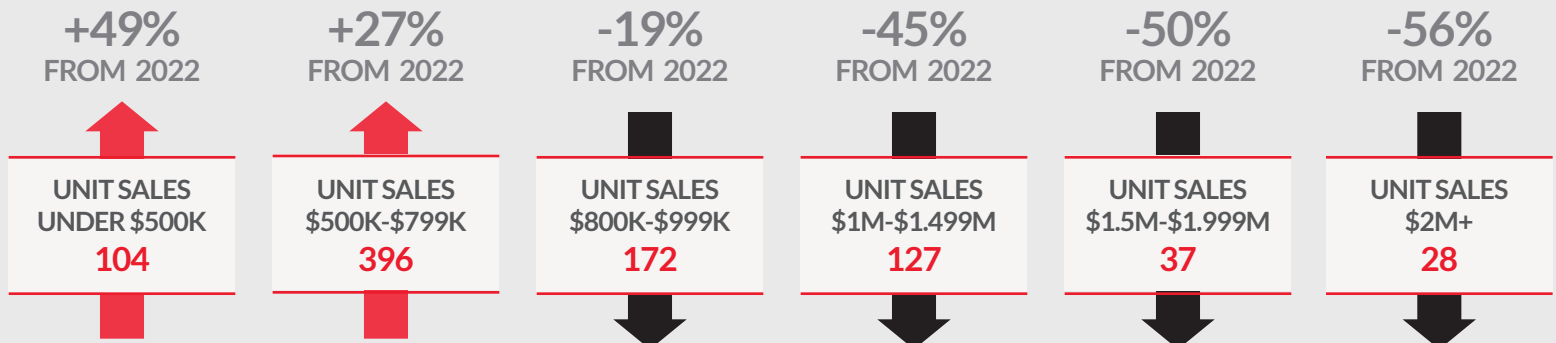 +49%
FROM 2022
UNIT SALES
UNDER $500K
104
+27%
FROM 2022
UNIT SALES
$500K-$799K
396
-19%
FROM 2022
UNIT SALES
$800K-$999K
172
-45%
FROM 2022
UNIT SALES
$1M-$1.499M
127
-50%
FROM 2022
UNIT SALES
$1.5M-$1.999M
37
-56%
FROM 2022
UNIT SALES
$2M+
28